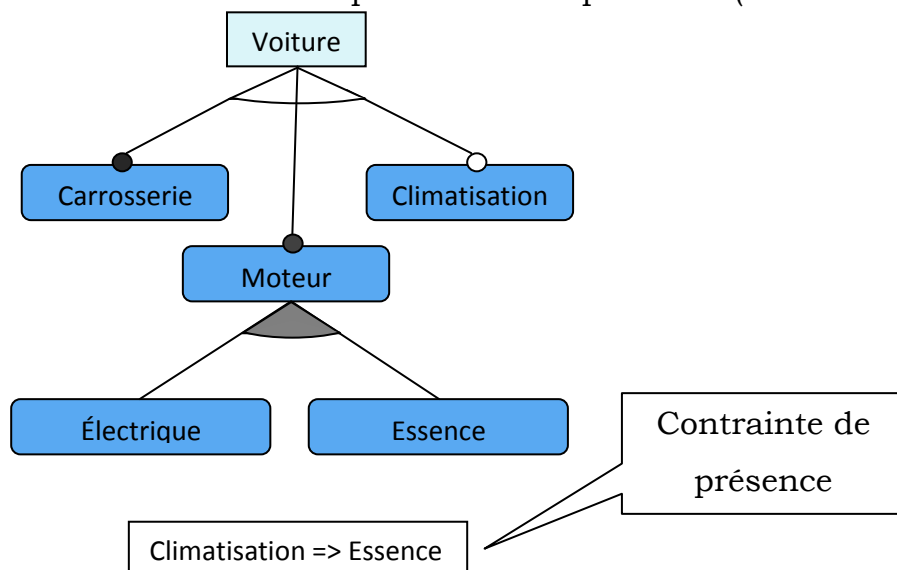 Voiture
Carrosserie
Climatisation
Moteur
Électrique
Essence
Contrainte de
présence
Climatisation => Essence